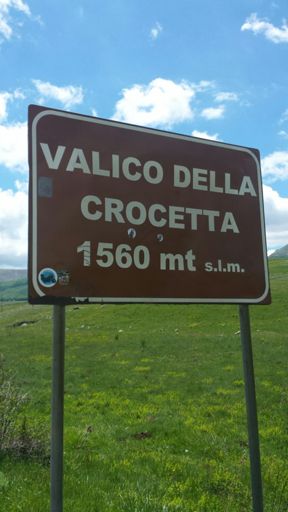 VALICO DELLA
CROCETTA
1560 mt s.l.m.